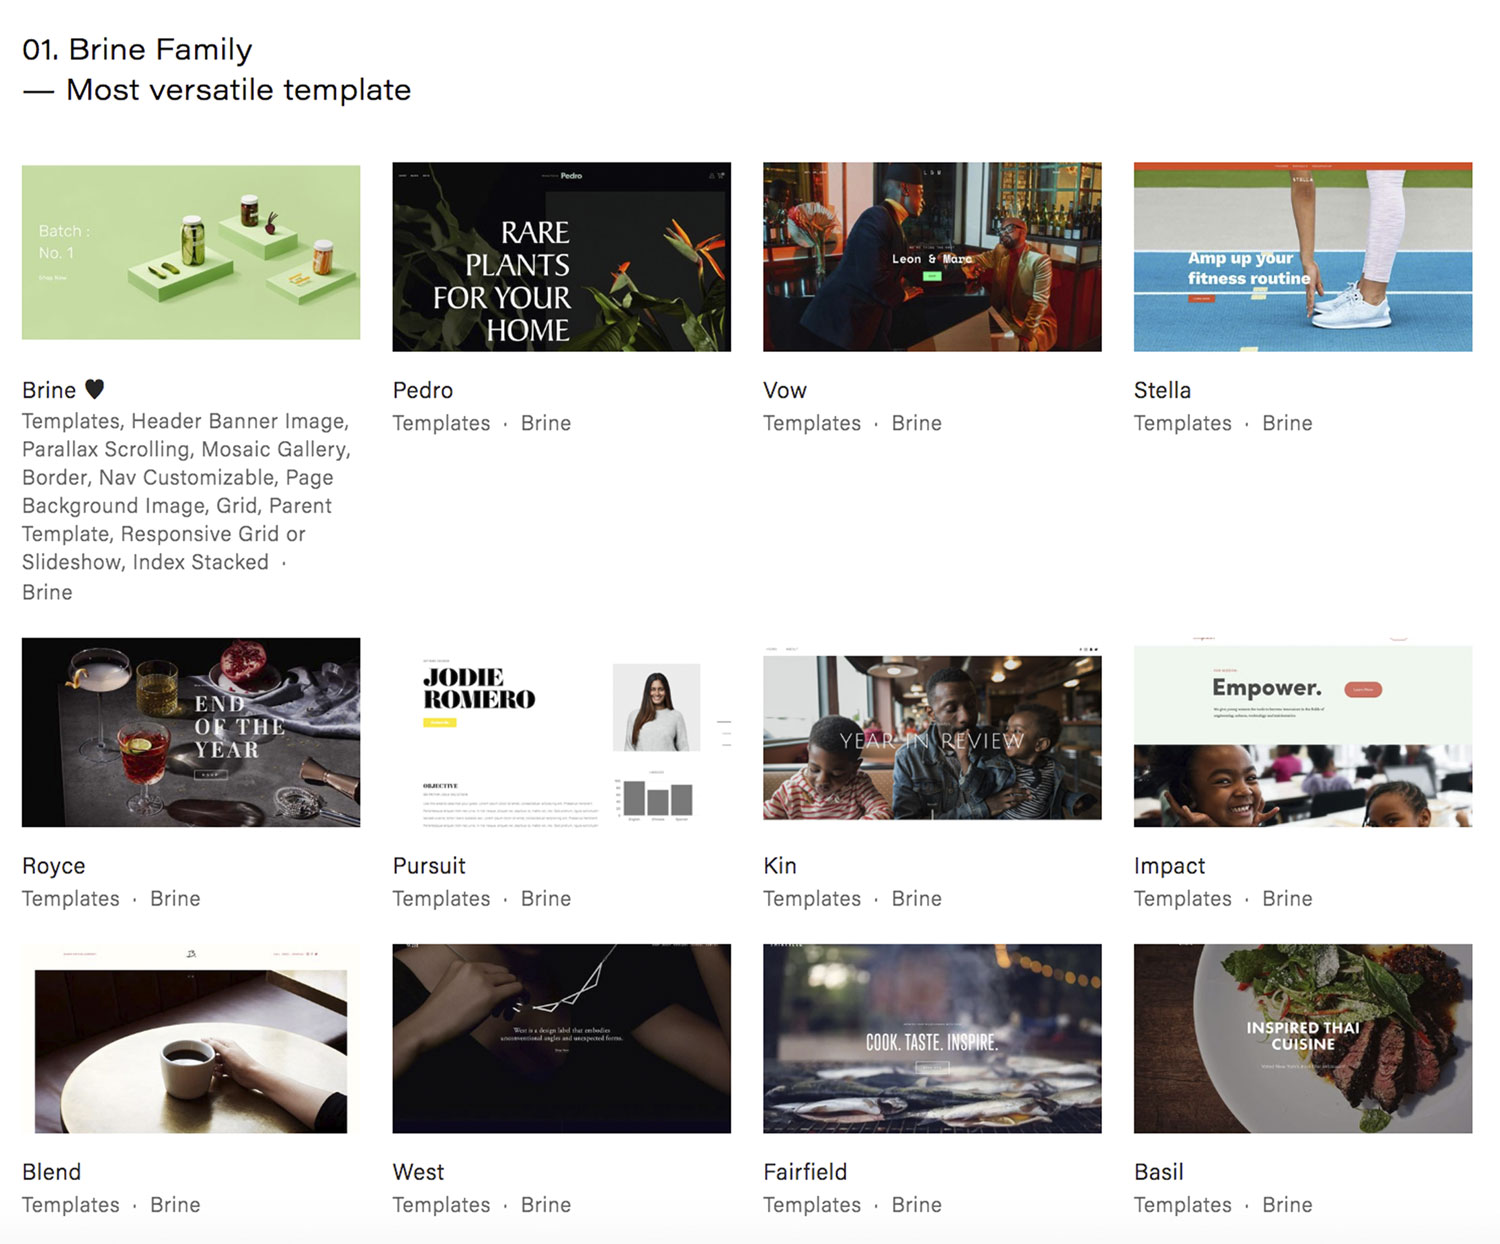 01. Brine Family
— Most versatile template
Batch :
No. 1
Shop Now
Pedro
RARE
PLANTS
FOR YOUR
HOME
L & M
Leon & Marc
STELLA
Amp up your
fitness routine
Brine ♥
Templates, Header Banner Image,
Parallax Scrolling, Mosaic Gallery,
Border, Nav Customizable, Page
Background Image, Grid, Parent
Template, Responsive Grid or
Slideshow, Index Stacked ·
Brine
Pedro
Templates · Brine
Vow
Templates · Brine
Stella
Templates · Brine
END
OF THE
YEAR
JODIE
ROMERO
OBJECTIVE
YEAR IN REVIEW
Empower.
Learn More
Royce
Templates · Brine
Pursuit
Templates · Brine
Kin
Templates · Brine
Impact
Templates · Brine
West is a design label that embodies
unconventional angles and unexpected forms.
COOK. TASTE. INSPIRE.
INSPIRED THAI
CUISINE
Blend
Templates · Brine
West
Templates · Brine
Fairfield
Templates · Brine
Basil
Templates · Brine